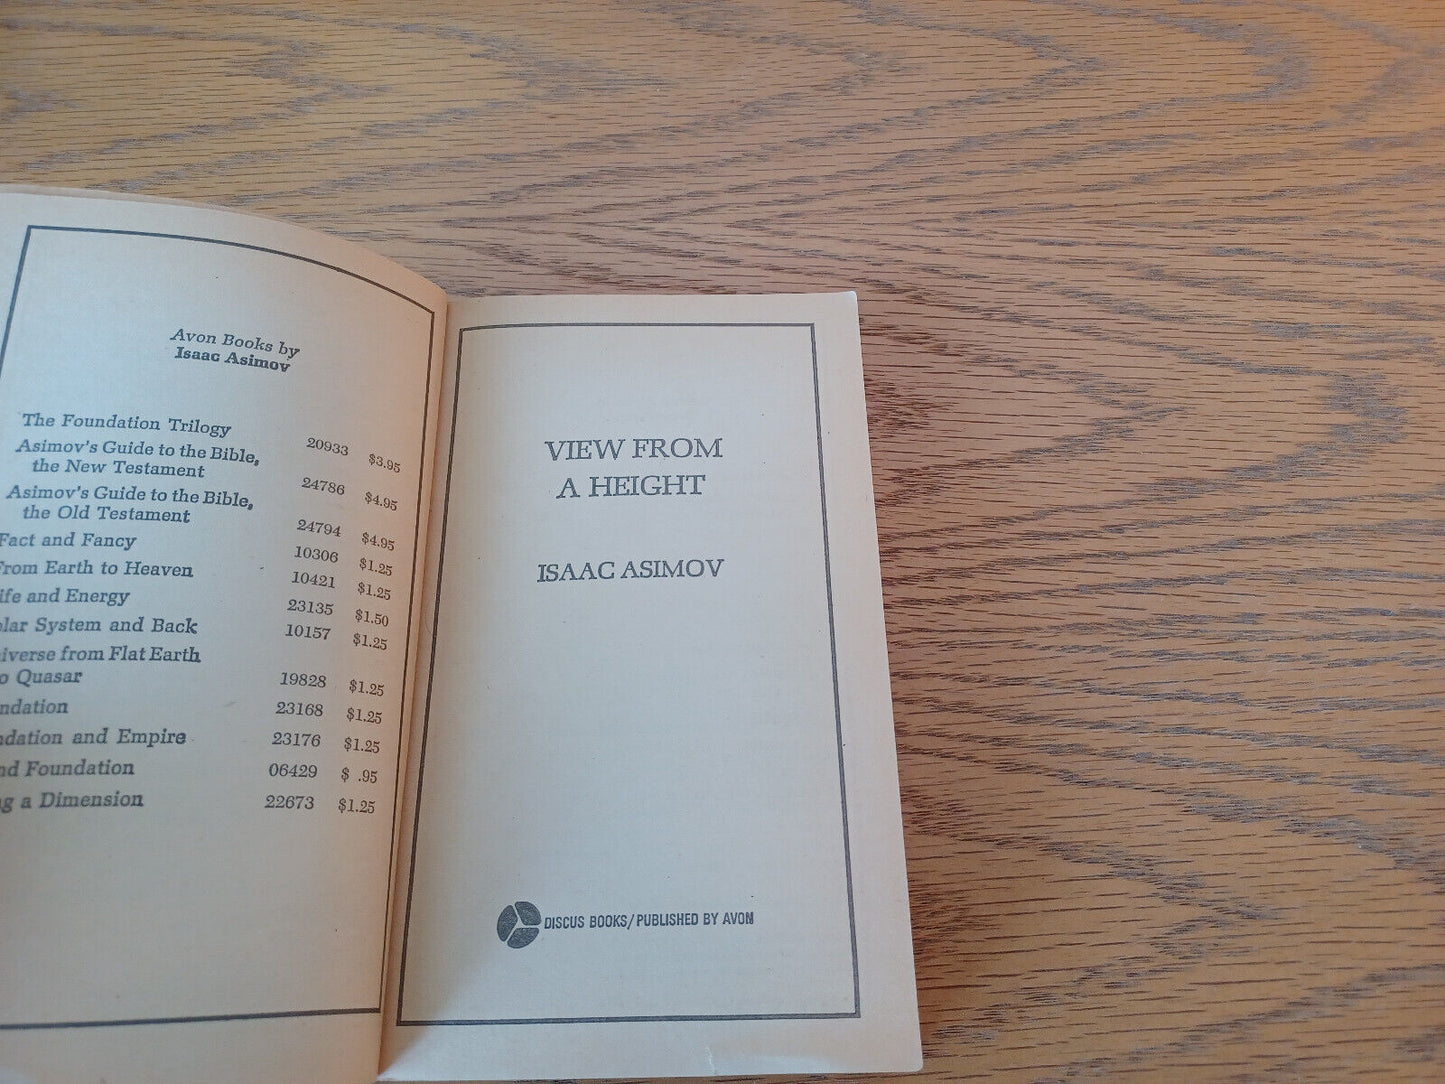 Avon Books by
Isaac Asimov
The Foundation Trilogy 20933 $3.95
Asimov's Guide to the Bible,
the New Testament 24786 $4.95
Asimov's Guide to the Bible,
the Old Testament 24794 $4.95
Fact and Fancy 10306 $1.25
From Earth to Heaven 10421 $1.25
ife and Energy 23135 $1.50
olar System and Back 10157 $1.25
niverse from Flat Earth
o Quasar 19828 $1.25
ndation 23168 $1.25
ndation and Empire 23176 $1.25
nd Foundation 06429 $ .95
ng a Dimension 22673 $1.25
VIEW FROM
A HEIGHT
ISAAC ASIMOV
DISCUS BOOKS/PUBLISHED BY AVON